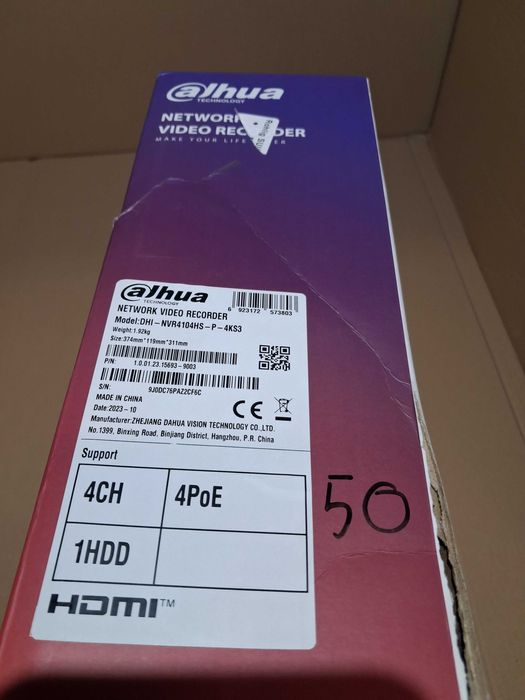 alhua
TECHNOLOGY
NETWORK
VIDEO RECORDER
MAKE YOUR LIFE
alhua
TECHNOLOGY
6 923172 573803
NETWORK VIDEO RECORDER
Model:DHI-NVR4104HS-P-4KS3
Weight:1.92kg
Size:374mm*119mm*311mm
P/N: 1.0.01.23.15693-9003
S/N: 9J0DC76PAZ2CF6C
MADE IN CHINA
Date:2023-10
CE
Manufacturer:ZHEJIANG DAHUA VISION TECHNOLOGY CO.,LTD.
No.1399, Binxing Road, Binjiang District, Hangzhou, P.R. China
Support
4CH 4PoE
1HDD
HDMI™
50